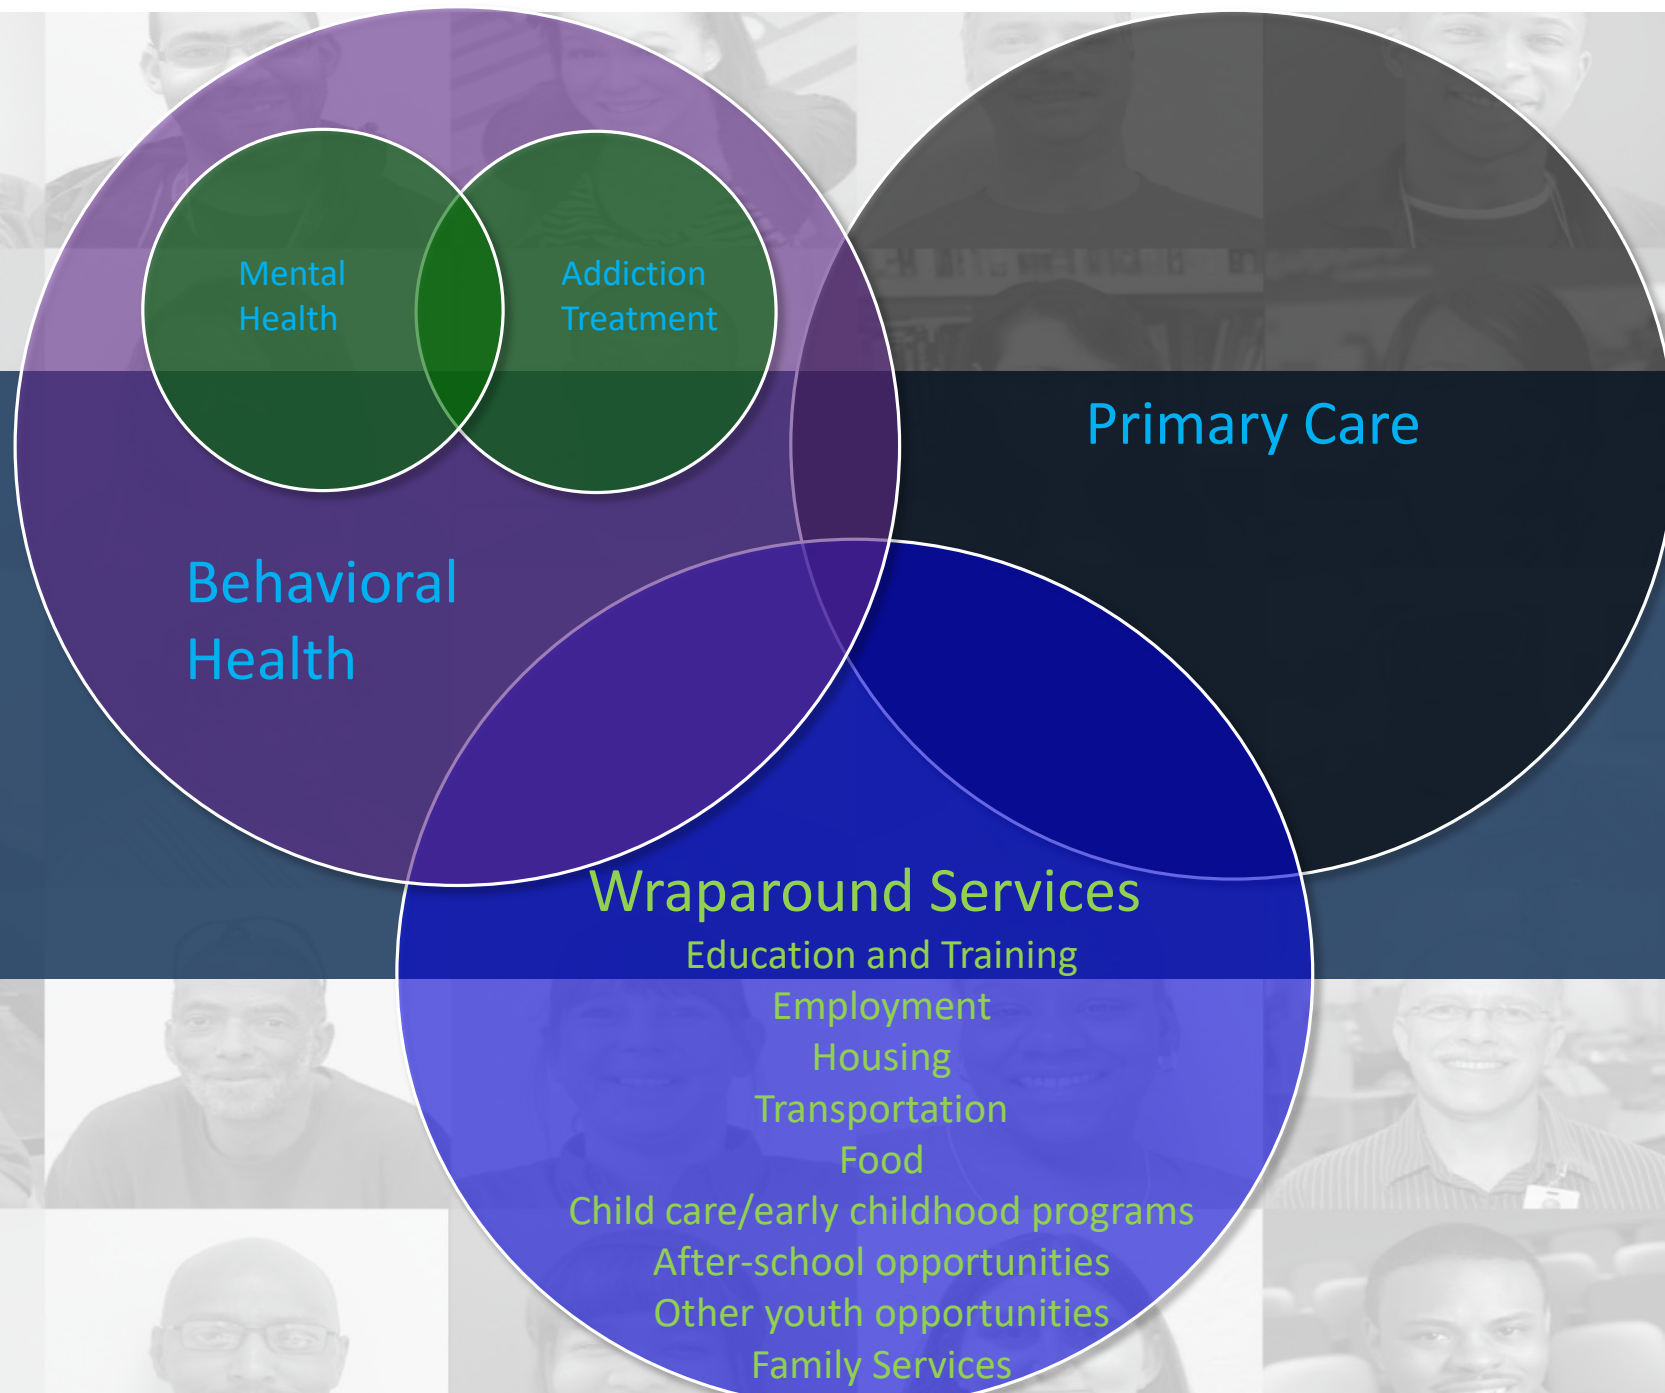 Mental
Health
Addiction
Treatment
Primary Care
Behavioral
Health
Wraparound Services
Education and Training
Employment
Housing
Transportation
Food
Child care/early childhood programs
After-school opportunities
Other youth opportunities
Family Services